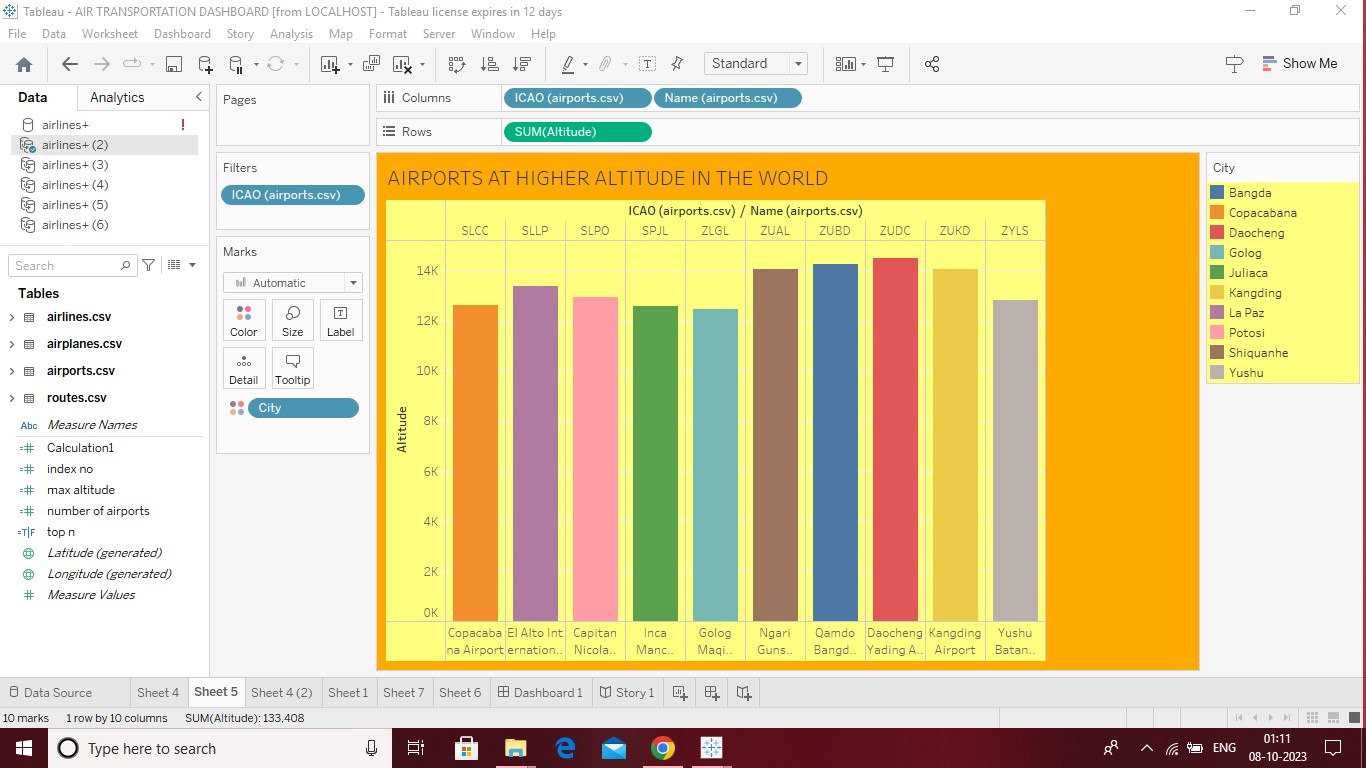 Tableau - AIR TRANSPORTATION DASHBOARD [from LOCALHOST] - Tableau license expires in 12 days
File Data Worksheet Dashboard Story Analysis Map Format Server Window Help
Standard
Show Me
Data Analytics
airlines+ !
airlines+ (2)
airlines+ (3)
airlines+ (4)
airlines+ (5)
airlines+ (6)
Search
Tables
airlines.csv
airplanes.csv
airports.csv
routes.csv
Abc Measure Names
Calculation1
index no
max altitude
number of airports
T|F top n
Latitude (generated)
Longitude (generated)
Measure Values
Pages
Filters
ICAO (airports.csv)
Marks
Automatic
Color Size Label
Detail Tooltip
City
Columns ICAO (airports.csv) Name (airports.csv)
Rows SUM(Altitude)
AIRPORTS AT HIGHER ALTITUDE IN THE WORLD
ICAO (airports.csv) / Name (airports.csv)
SLCC SLLP SLPO SPJL ZLGL ZUAL ZUBD ZUDC ZUKD ZYLS
14K
12K
10K
8K
6K
4K
2K
0K
Altitude
Copacaba El Alto Int Capitan Inca Golog Ngari Qamdo Daocheng Kangding Yushu
na Airport ernation.. Nicola.. Manc.. Maqi.. Guns.. Bangd.. Yading A.. Airport Batan..
City
Bangda
Copacabana
Daocheng
Golog
Juliaca
Kangding
La Paz
Potosi
Shiquanhe
Yushu
Data Source Sheet 4 Sheet 5 Sheet 4 (2) Sheet 1 Sheet 7 Sheet 6 Dashboard 1 Story 1
10 marks 1 row by 10 columns SUM(Altitude): 133,408
Type here to search
ENG
01:11
08-10-2023